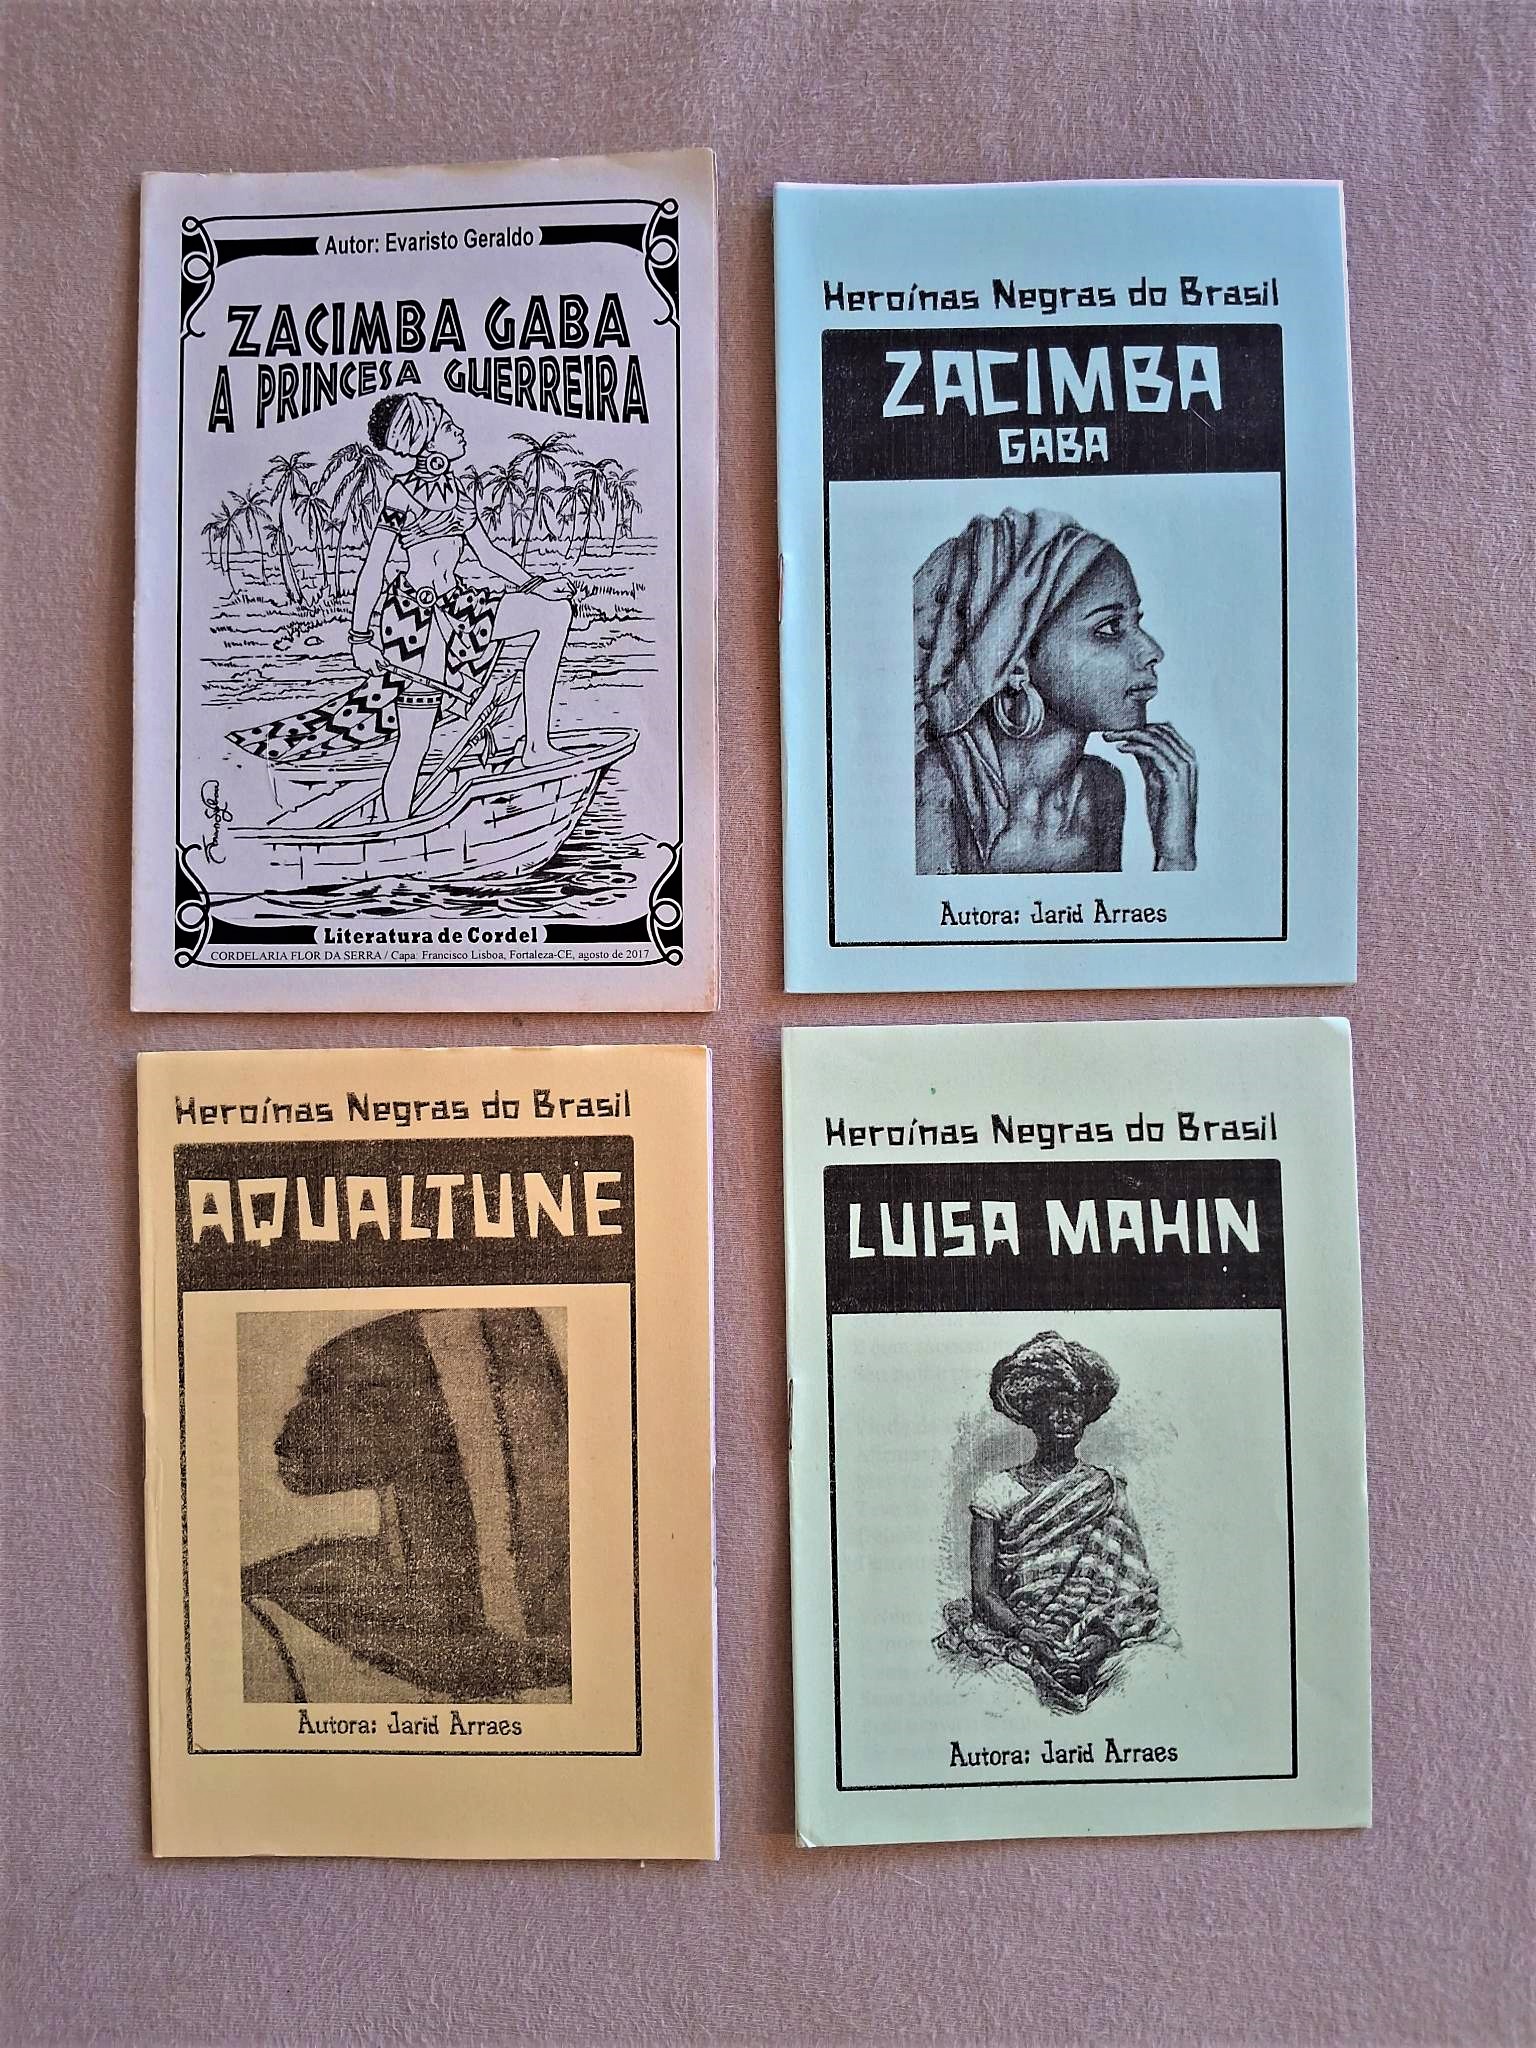 Autor: Evaristo Geraldo
ZACIMBA GABA
A PRINCESA GUERREIRA
Literatura de Cordel
CORDELARIA FLOR DA SERRA / Capa: Francisco Lisboa, Fortaleza-CE, agosto de 2017
Heroínas Negras do Brasil
ZACIMBA
GABA
Autora: Jarid Arraes
Heroínas Negras do Brasil
AQUALTUNE
Autora: Jarid Arraes
Heroínas Negras do Brasil
LUISA MAHIN
Autora: Jarid Arraes